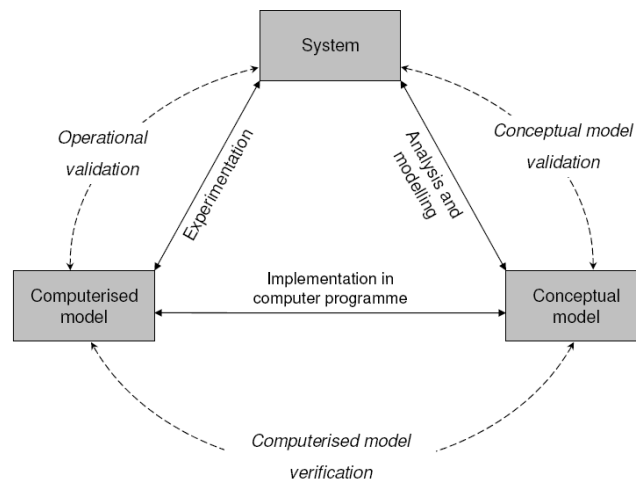 System
Operational
validation
Conceptual model
validation
Experimentation
Analysis and
modelling
Computerised
model
Implementation in
computer programme
Conceptual
model
Computerised model
verification